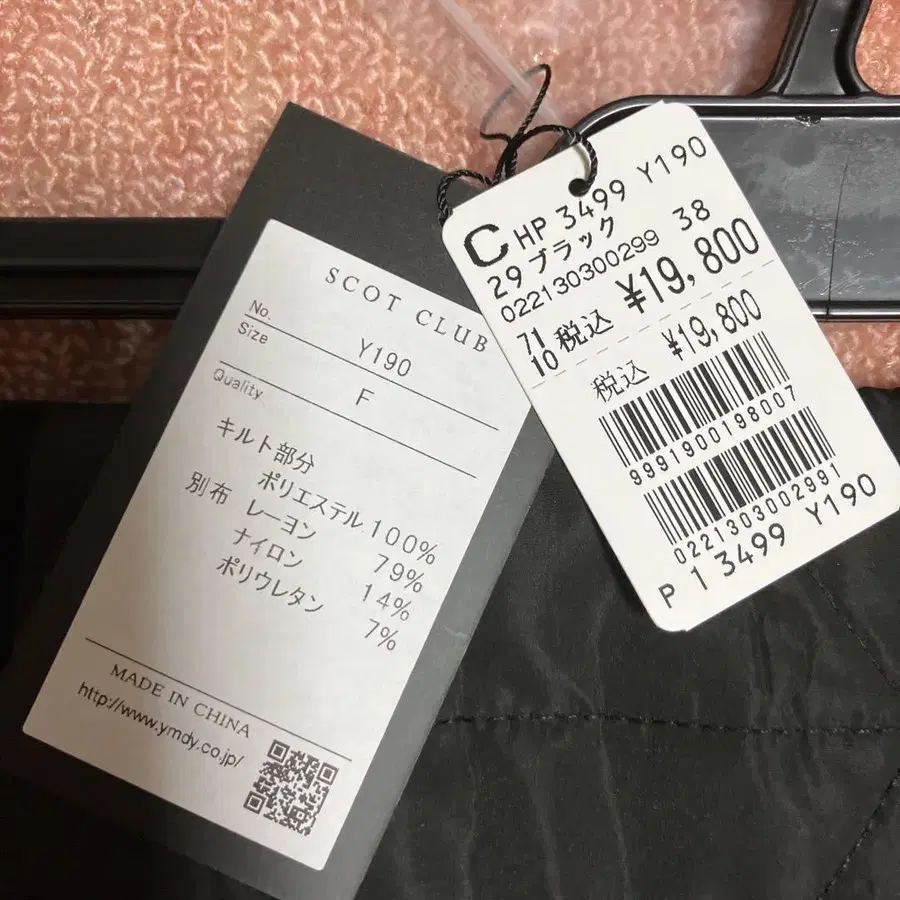 SCOT CLUB
No. Y190
Size F
Quality
キルト部分
ポリエステル 100%
別布 レーヨン 79%
ナイロン 14%
ポリウレタン 7%
MADE IN CHINA
http://www.ymdy.co.jp/
C HP 3499 Y190
29 ブラック 38
022130300299
71 10 税込 ¥19,800
税込 ¥19,800
9991900198007
0221303002991
P 1 3499 Y190